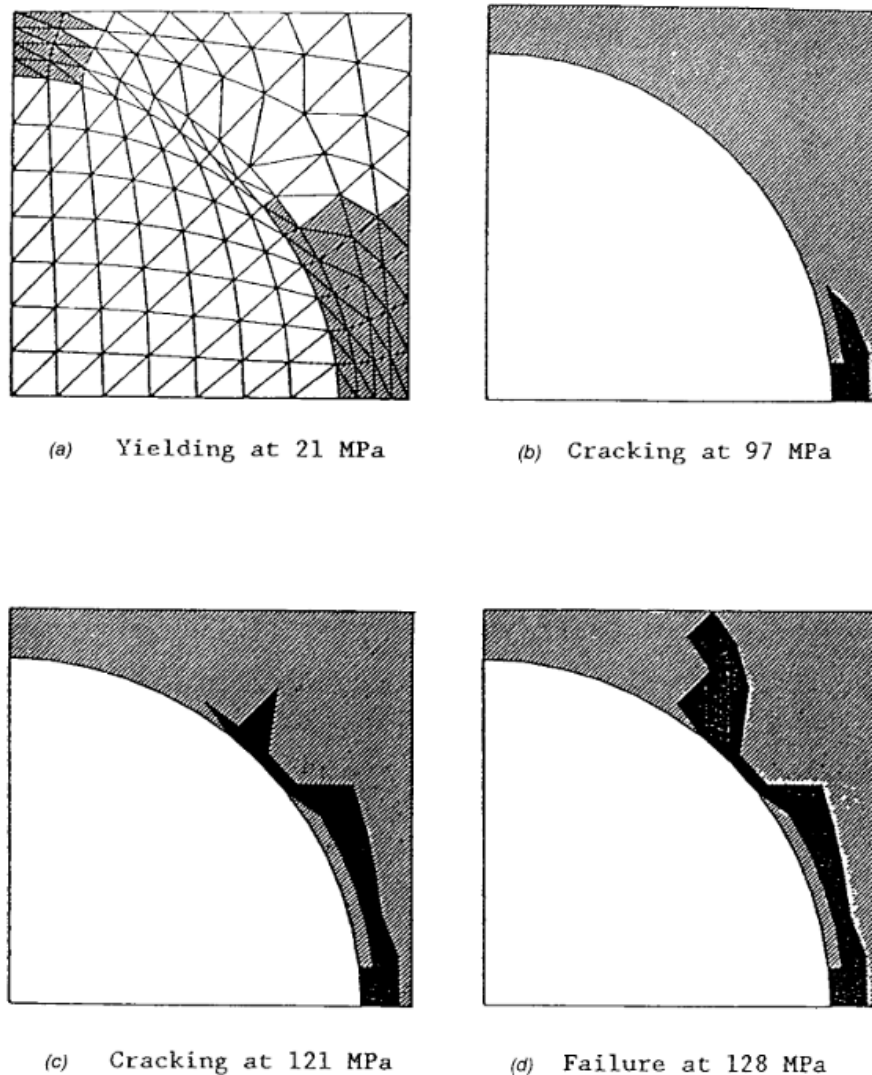 (a) Yielding at 21 MPa
(b) Cracking at 97 MPa
(c) Cracking at 121 MPa
(d) Failure at 128 MPa